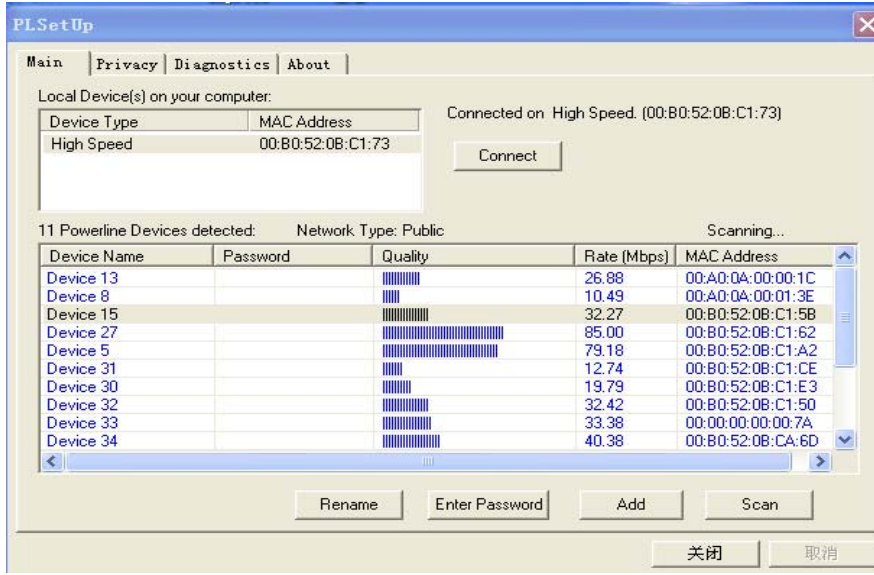 PLSetUp
Main Privacy Diagnostics About
Local Device(s) on your computer:
Device Type MAC Address
High Speed 00:B0:52:0B:C1:73
Connected on High Speed. (00:B0:52:0B:C1:73)
Connect
11 Powerline Devices detected: Network Type: Public Scanning...
Device Name Password Quality Rate (Mbps) MAC Address
Device 13 26.88 00:A0:0A:00:00:1C
Device 8 10.49 00:A0:0A:00:01:3E
Device 15 32.27 00:B0:52:0B:C1:5B
Device 27 85.00 00:B0:52:0B:C1:62
Device 5 79.18 00:B0:52:0B:C1:A2
Device 31 12.74 00:B0:52:0B:C1:CE
Device 30 19.79 00:B0:52:0B:C1:E3
Device 32 32.42 00:B0:52:0B:C1:50
Device 33 33.38 00:00:00:00:00:7A
Device 34 40.38 00:B0:52:0B:CA:6D
Rename Enter Password Add Scan
关闭 取消